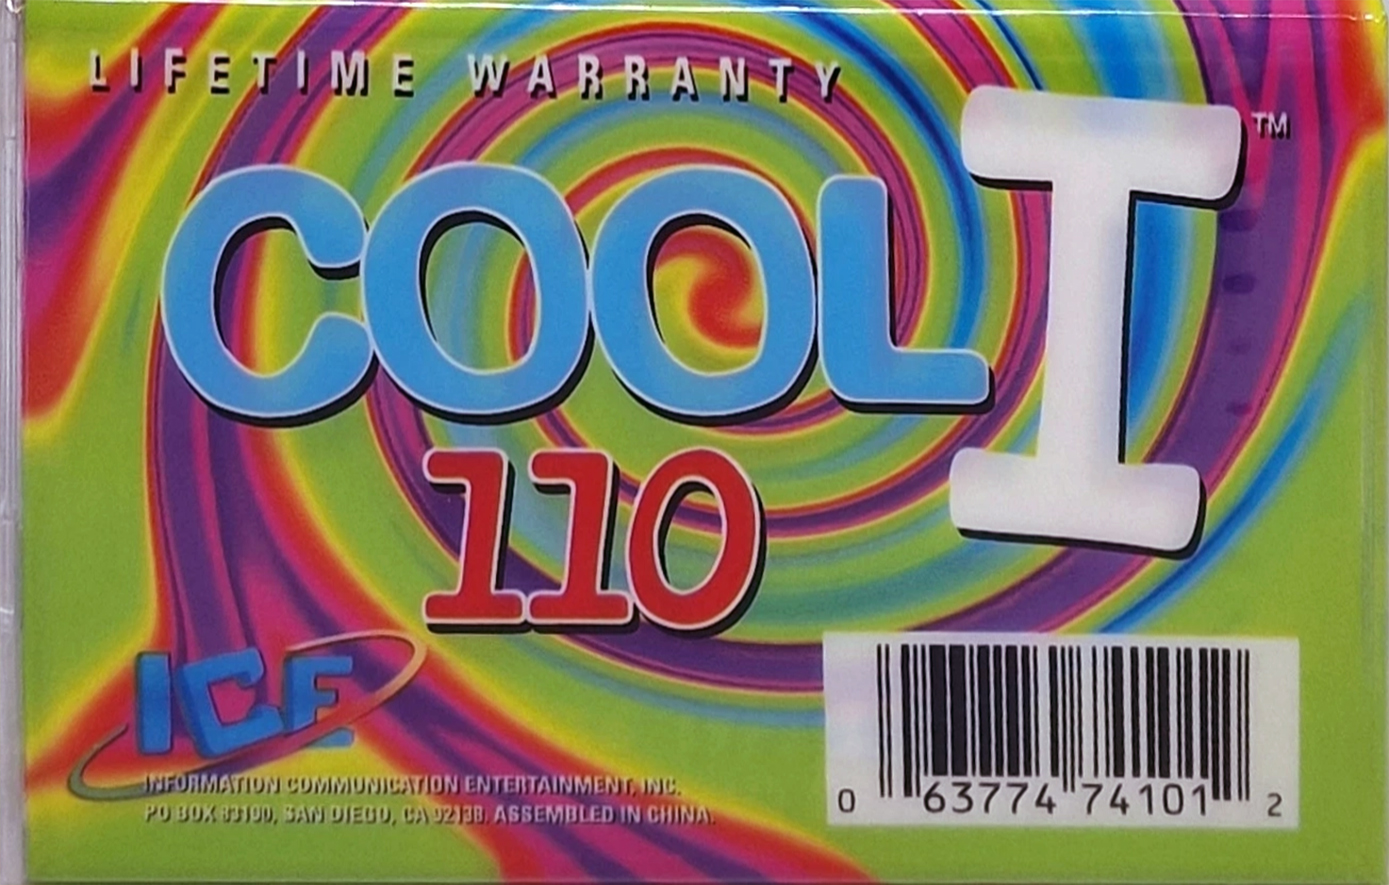 LIFETIME WARRANTY
COOL I ™
110
ICE
INFORMATION COMMUNICATION ENTERTAINMENT, INC.
PO BOX 83100, SAN DIEGO, CA 92138. ASSEMBLED IN CHINA.
0 63774 74101 2